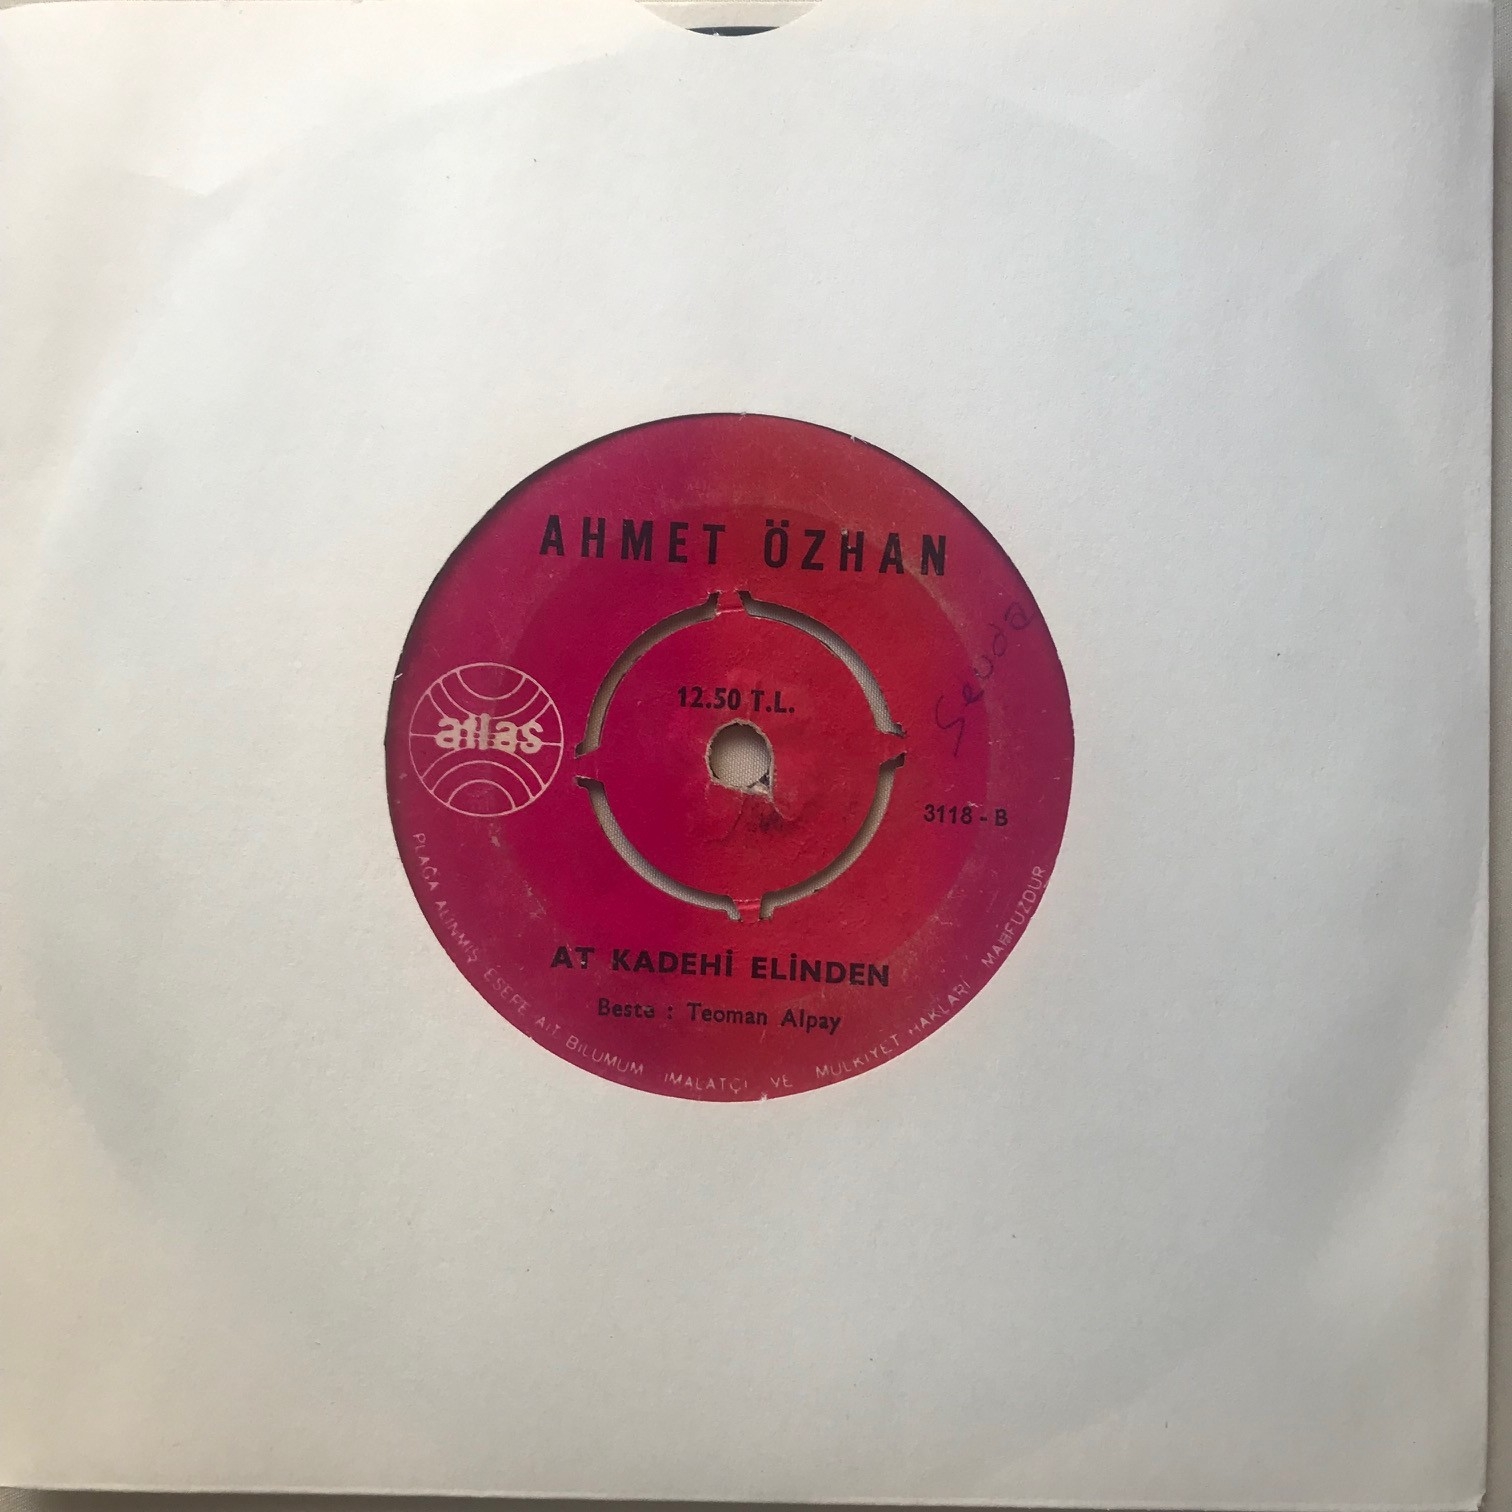 AHMET ÖZHAN
12.50 T.L.
atlas
Sevda
3118 - B
AT KADEHİ ELİNDEN
Beste : Teoman Alpay
PLAĞA ALINMIŞ ESERE AİT BİLUMUM İMALATÇI VE MÜLKİYET HAKLARI MAHFUZDUR